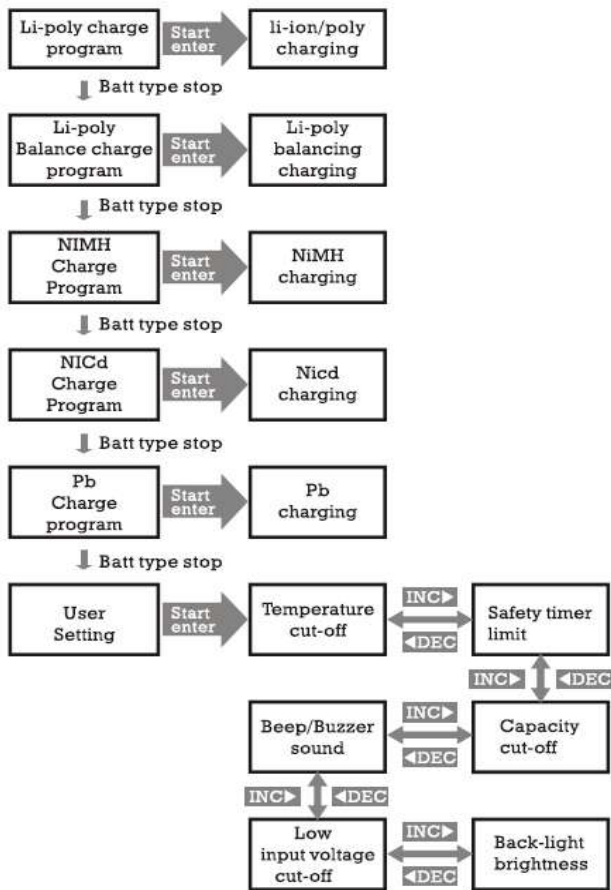 Li-poly charge
program
Start
enter
li-ion/poly
charging
Batt type stop
Li-poly
Balance charge
program
Start
enter
Li-poly
balancing
charging
Batt type stop
NIMH
Charge
Program
Start
enter
NiMH
charging
Batt type stop
NICd
Charge
Program
Start
enter
Nicd
charging
Batt type stop
Pb
Charge
program
Start
enter
Pb
charging
Batt type stop
User
Setting
Start
enter
Temperature
cut-off
INC▶
◀DEC
Safety timer
limit
INC▶ ◀DEC
Beep/Buzzer
sound
INC▶
◀DEC
Capacity
cut-off
INC▶ ◀DEC
Low
input voltage
cut-off
INC▶
◀DEC
Back-light
brightness